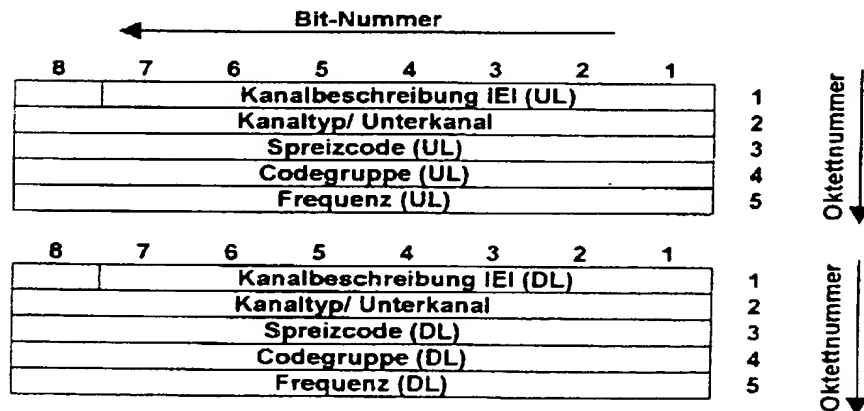 Bit-Nummer
8 7 6 5 4 3 2 1
Kanalbeschreibung IEI (UL) 1
Kanaltyp/ Unterkanal 2
Spreizcode (UL) 3
Codegruppe (UL) 4
Frequenz (UL) 5
Oktettnummer
8 7 6 5 4 3 2 1
Kanalbeschreibung IEI (DL) 1
Kanaltyp/ Unterkanal 2
Spreizcode (DL) 3
Codegruppe (DL) 4
Frequenz (DL) 5
Oktettnummer